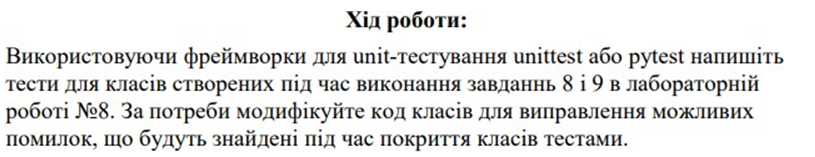 Хід роботи:
Використовуючи фреймворки для unit-тестування unittest або pytest напишіть
тести для класів створених під час виконання завданнь 8 і 9 в лабораторній
роботі №8. За потреби модифікуйте код класів для виправлення можливих
помилок, що будуть знайдені під час покриття класів тестами.